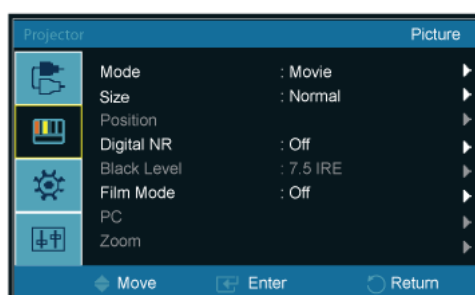 Projector Picture
Mode : Movie
Size : Normal
Position
Digital NR : Off
Black Level : 7.5 IRE
Film Mode : Off
PC
Zoom
Move Enter Return